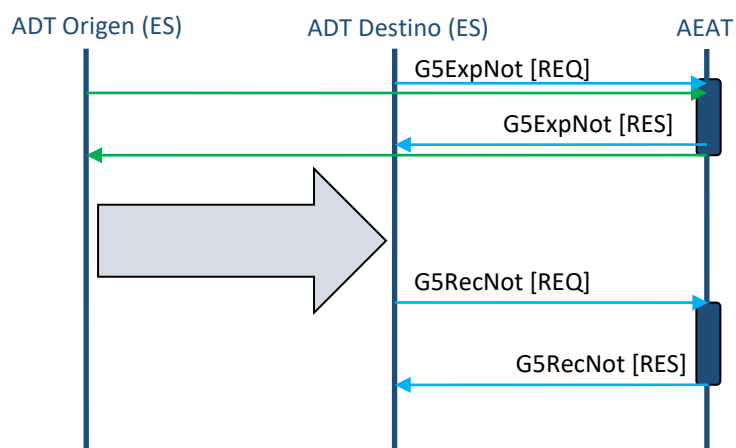 ADT Origen (ES)
ADT Destino (ES)
AEAT
G5ExpNot [REQ]
G5ExpNot [RES]
G5RecNot [REQ]
G5RecNot [RES]